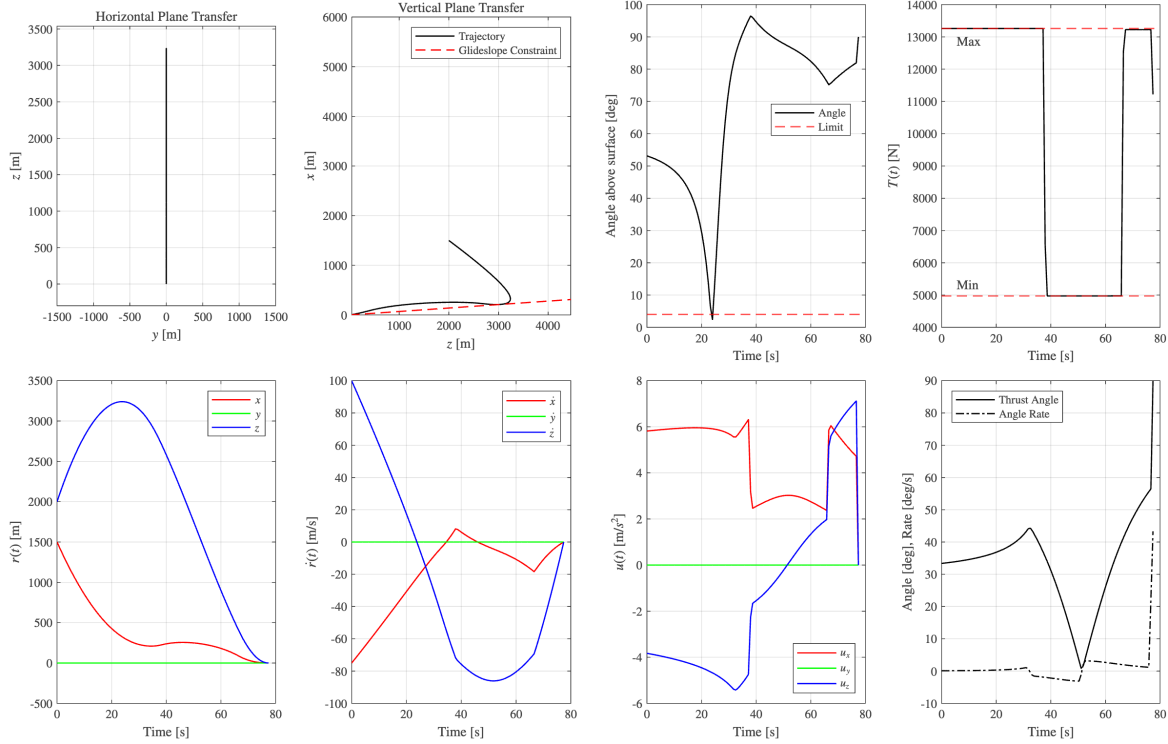 Horizontal Plane Transfer
3500
3000
2500
2000
1500
1000
500
0
-1500 -1000 -500 0 500 1000 1500
z [m]
y [m]
Vertical Plane Transfer
6000
5000
4000
3000
2000
1000
0
1000 2000 3000 4000
x [m]
z [m]
Trajectory
Glideslope Constraint
100
90
80
70
60
50
40
30
20
10
0
0 20 40 60 80
Angle above surface [deg]
Time [s]
Angle
Limit
14000
13000
12000
11000
10000
9000
8000
7000
6000
5000
4000
0 20 40 60 80
T(t) [N]
Time [s]
Max
Min
3500
3000
2500
2000
1500
1000
500
0
-500
0 20 40 60 80
r(t) [m]
Time [s]
x
y
z
100
80
60
40
20
0
-20
-40
-60
-80
-100
0 20 40 60 80
ṙ(t) [m/s]
Time [s]
ẋ
ẏ
ż
8
6
4
2
0
-2
-4
-6
0 20 40 60 80
u(t) [m/s²]
Time [s]
uₓ
u_y
u_z
90
80
70
60
50
40
30
20
10
0
-10
0 20 40 60 80
Angle [deg], Rate [deg/s]
Time [s]
Thrust Angle
Angle Rate